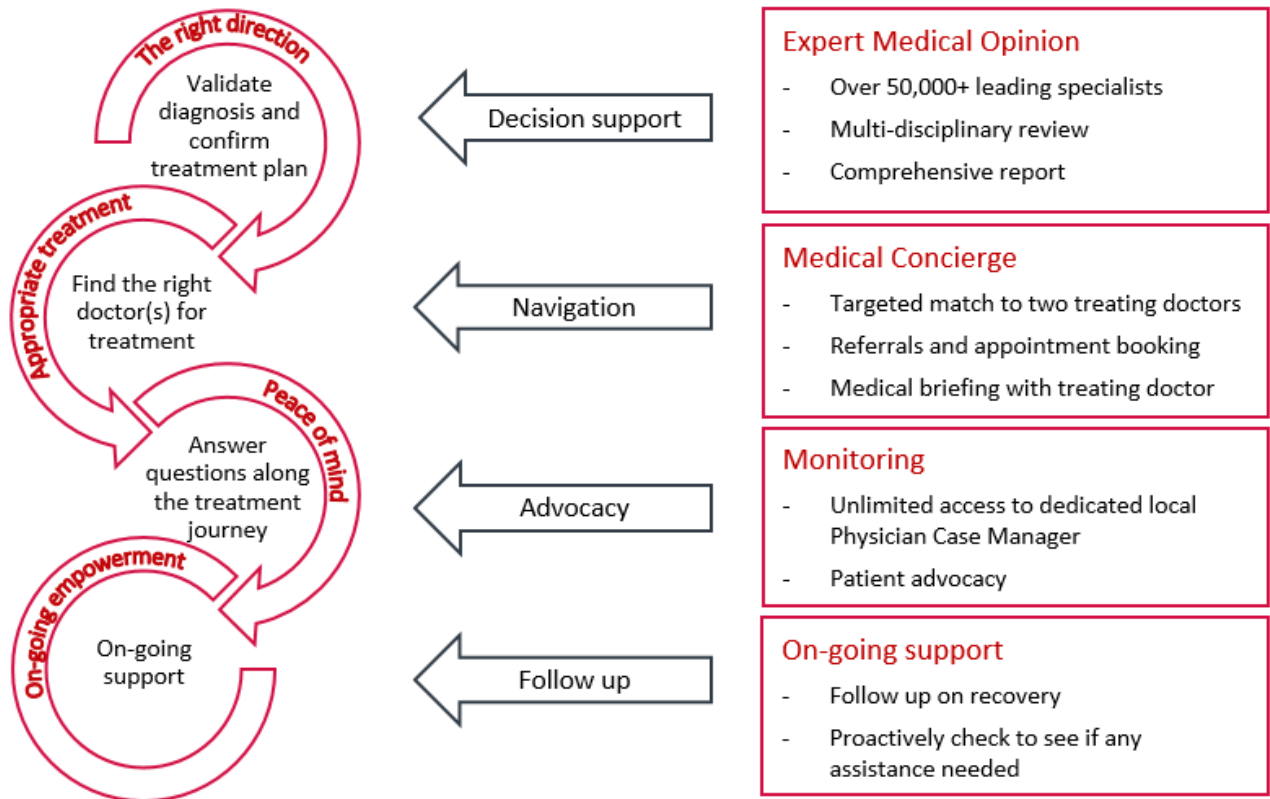 The right direction
Validate
diagnosis and
confirm
treatment plan
Decision support
Expert Medical Opinion
- Over 50,000+ leading specialists
- Multi-disciplinary review
- Comprehensive report
Appropriate treatment
Find the right
doctor(s) for
treatment
Navigation
Medical Concierge
- Targeted match to two treating doctors
- Referrals and appointment booking
- Medical briefing with treating doctor
Peace of mind
Answer
questions along
the treatment
journey
Advocacy
Monitoring
- Unlimited access to dedicated local
Physician Case Manager
- Patient advocacy
On-going empowerment
On-going
support
Follow up
On-going support
- Follow up on recovery
- Proactively check to see if any
assistance needed